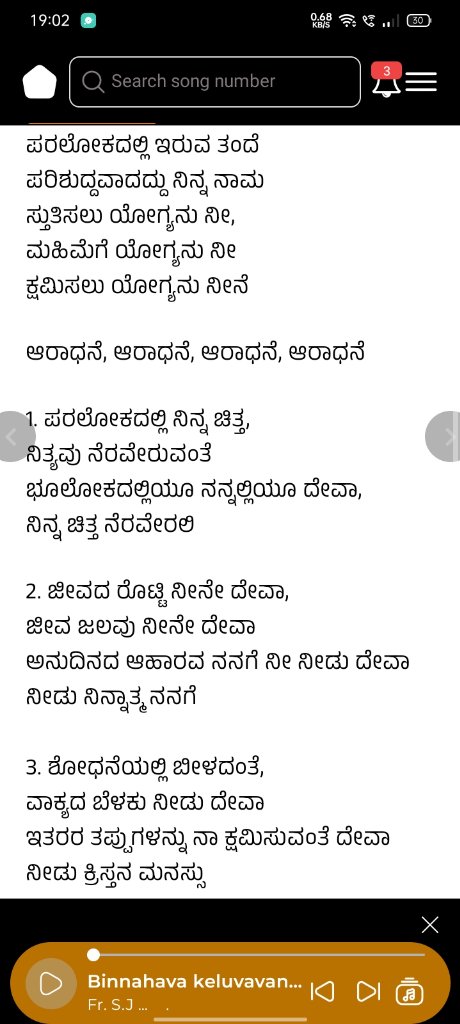 19:02
0.68
KB/S
30
Search song number
3
ಪರಲೋಕದಲ್ಲಿ ಇರುವ ತಂದೆ
ಪರಿಶುದ್ದವಾದದ್ದು ನಿನ್ನ ನಾಮ
ಸ್ತುತಿಸಲು ಯೋಗ್ಯನು ನೀ,
ಮಹಿಮೆಗೆ ಯೋಗ್ಯನು ನೀ
ಕ್ಷಮಿಸಲು ಯೋಗ್ಯನು ನೀನೆ
ಆರಾಧನೆ, ಆರಾಧನೆ, ಆರಾಧನೆ, ಆರಾಧನೆ
1. ಪರಲೋಕದಲ್ಲಿ ನಿನ್ನ ಚಿತ್ತ,
ನಿತ್ಯವು ನೆರವೇರುವಂತೆ
ಭೂಲೋಕದಲ್ಲಿಯೂ ನನ್ನಲ್ಲಿಯೂ ದೇವಾ,
ನಿನ್ನ ಚಿತ್ತ ನೆರವೇರಲಿ
2. ಜೀವದ ರೊಟ್ಟಿ ನೀನೇ ದೇವಾ,
ಜೀವ ಜಲವು ನೀನೇ ದೇವಾ
ಅನುದಿನದ ಆಹಾರವ ನನಗೆ ನೀ ನೀಡು ದೇವಾ
ನೀಡು ನಿನ್ನಾತ್ಮ ನನಗೆ
3. ಶೋಧನೆಯಲ್ಲಿ ಬೀಳದಂತೆ,
ವಾಕ್ಯದ ಬೆಳಕು ನೀಡು ದೇವಾ
ಇತರರ ತಪ್ಪುಗಳನ್ನು ನಾ ಕ್ಷಮಿಸುವಂತೆ ದೇವಾ
ನೀಡು ಕ್ರಿಸ್ತನ ಮನಸ್ಸು
Binnahava keluvavan...
Fr. S.J ... .